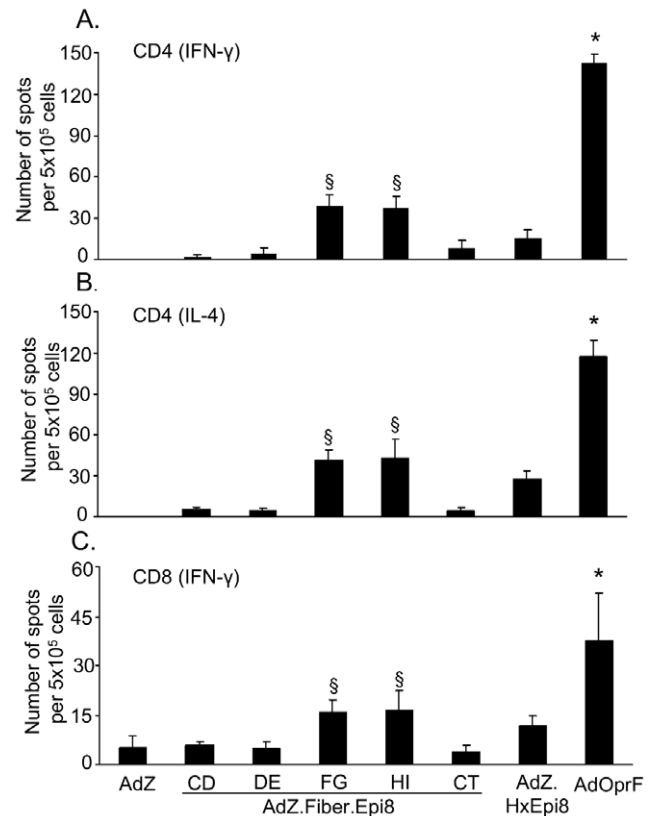 A.
CD4 (IFN-γ)
*
150
120
90
60
30
0
Number of spots
per 5x10⁵ cells
§
§
B.
CD4 (IL-4)
*
150
120
90
60
30
0
Number of spots
per 5x10⁵ cells
§
§
C.
CD8 (IFN-γ)
*
60
45
30
15
0
Number of spots
per 5x10⁵ cells
§
§
AdZ CD DE FG HI CT AdZ. AdOprF
AdZ.Fiber.Epi8 HxEpi8